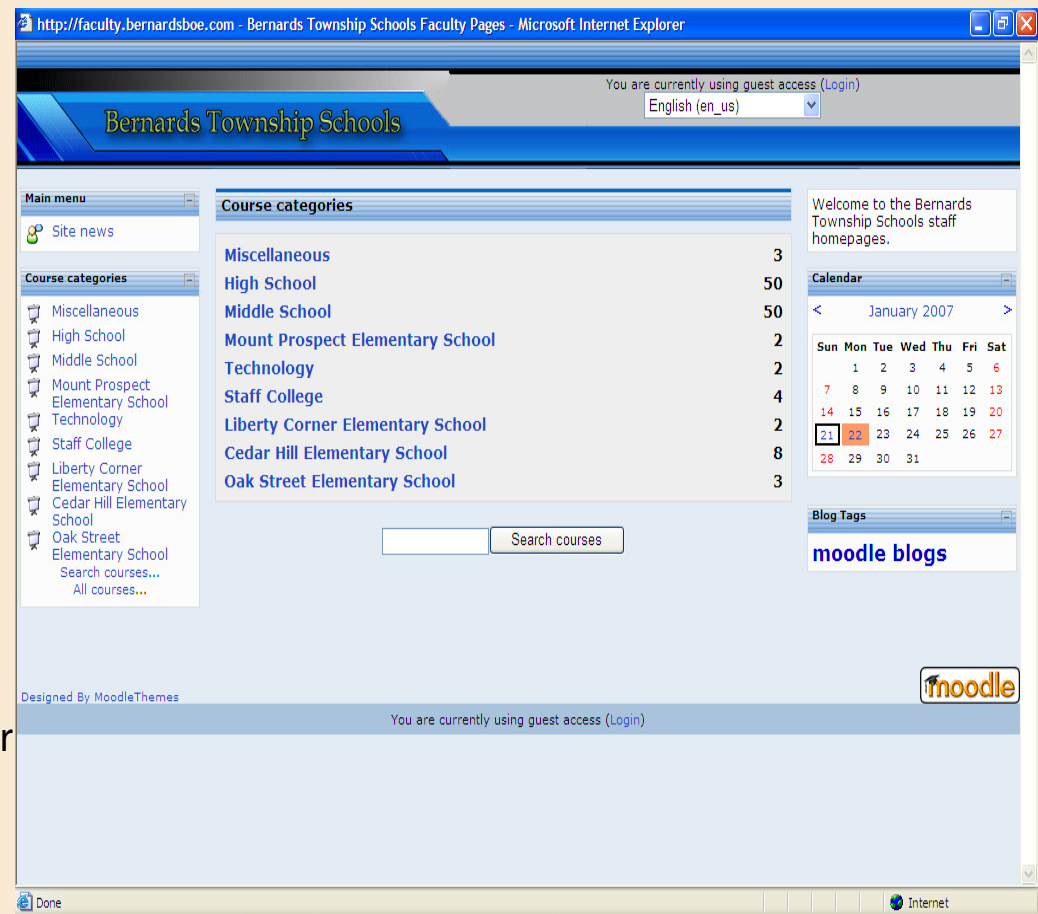 http://faculty.bernardsboe.com - Bernards Township Schools Faculty Pages - Microsoft Internet Explorer
You are currently using guest access (Login)
English (en_us)
Bernards Township Schools
Main menu
Site news
Course categories
Miscellaneous
High School
Middle School
Mount Prospect
Elementary School
Technology
Staff College
Liberty Corner
Elementary School
Cedar Hill Elementary
School
Oak Street
Elementary School
Search courses...
All courses...
Course categories
Miscellaneous 3
High School 50
Middle School 50
Mount Prospect Elementary School 2
Technology 2
Staff College 4
Liberty Corner Elementary School 2
Cedar Hill Elementary School 8
Oak Street Elementary School 3
Search courses
Welcome to the Bernards
Township Schools staff
homepages.
Calendar
< January 2007 >
Sun Mon Tue Wed Thu Fri Sat
1 2 3 4 5 6
7 8 9 10 11 12 13
14 15 16 17 18 19 20
21 22 23 24 25 26 27
28 29 30 31
Blog Tags
moodle blogs
Designed By MoodleThemes
moodle
r
You are currently using guest access (Login)
Done
Internet